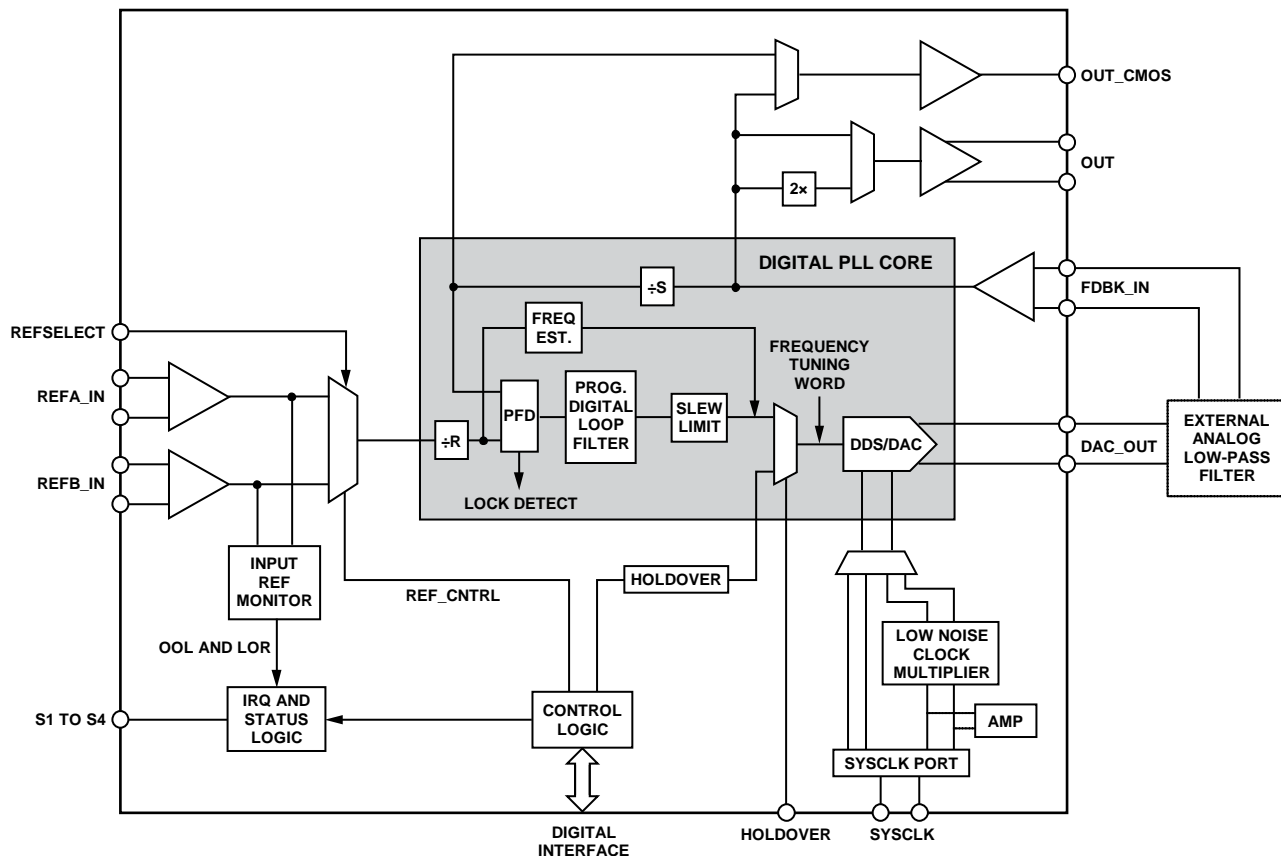 OUT_CMOS
OUT
2×
DIGITAL PLL CORE
÷S
FDBK_IN
REFSELECT
FREQ
EST.
FREQUENCY
TUNING
WORD
REFA_IN
PFD
PROG.
DIGITAL
LOOP
FILTER
SLEW
LIMIT
÷R
DDS/DAC
DAC_OUT
EXTERNAL
ANALOG
LOW-PASS
FILTER
REFB_IN
LOCK DETECT
INPUT
REF
MONITOR
REF_CNTRL
HOLDOVER
LOW NOISE
CLOCK
MULTIPLIER
OOL AND LOR
S1 TO S4
IRQ AND
STATUS
LOGIC
CONTROL
LOGIC
AMP
SYSCLK PORT
DIGITAL
INTERFACE
HOLDOVER
SYSCLK